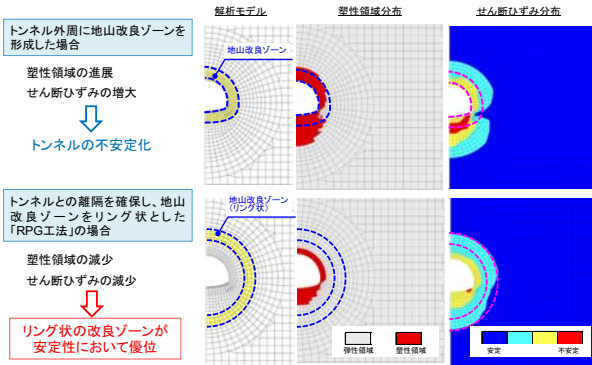 解析モデル
塑性領域分布
せん断ひずみ分布
トンネル外周に地山改良ゾーンを
形成した場合
地山改良ゾーン
塑性領域の進展
せん断ひずみの増大
トンネルの不安定化
トンネルとの離隔を確保し、地山
改良ゾーンをリング状とした
「RPG工法」の場合
地山改良ゾーン
(リング状)
塑性領域の減少
せん断ひずみの減少
リング状の改良ゾーンが
安定性において優位
弾性領域
塑性領域
安定
不安定